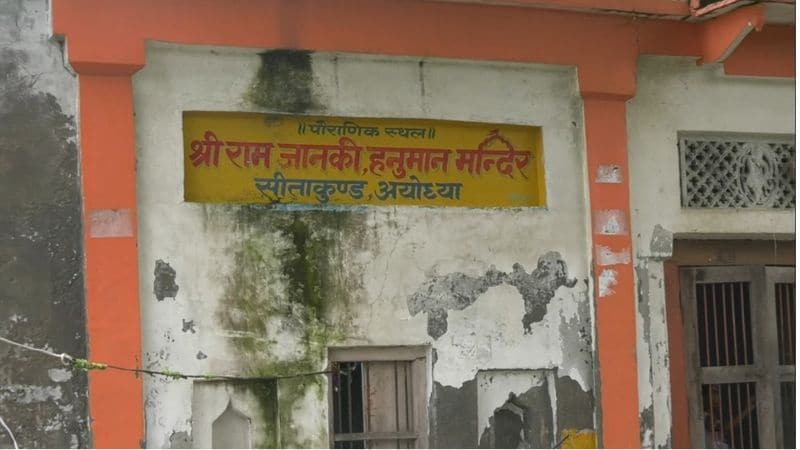 ॥पौराणिक स्थल॥
श्री राम जानकी,हनुमान मन्दिर
सीताकुण्ड,अयोध्या